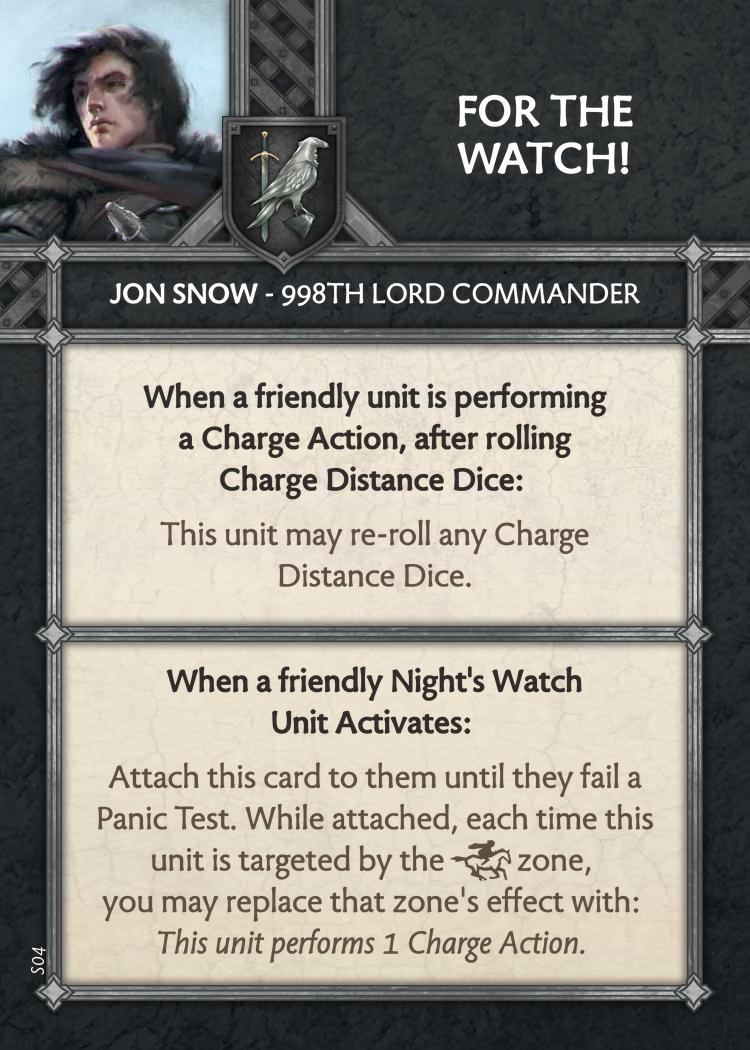 FOR THE
WATCH!
JON SNOW - 998TH LORD COMMANDER
When a friendly unit is performing
a Charge Action, after rolling
Charge Distance Dice:
This unit may re-roll any Charge
Distance Dice.
When a friendly Night's Watch
Unit Activates:
Attach this card to them until they fail a
Panic Test. While attached, each time this
unit is targeted by the zone,
you may replace that zone's effect with:
This unit performs 1 Charge Action.
S04